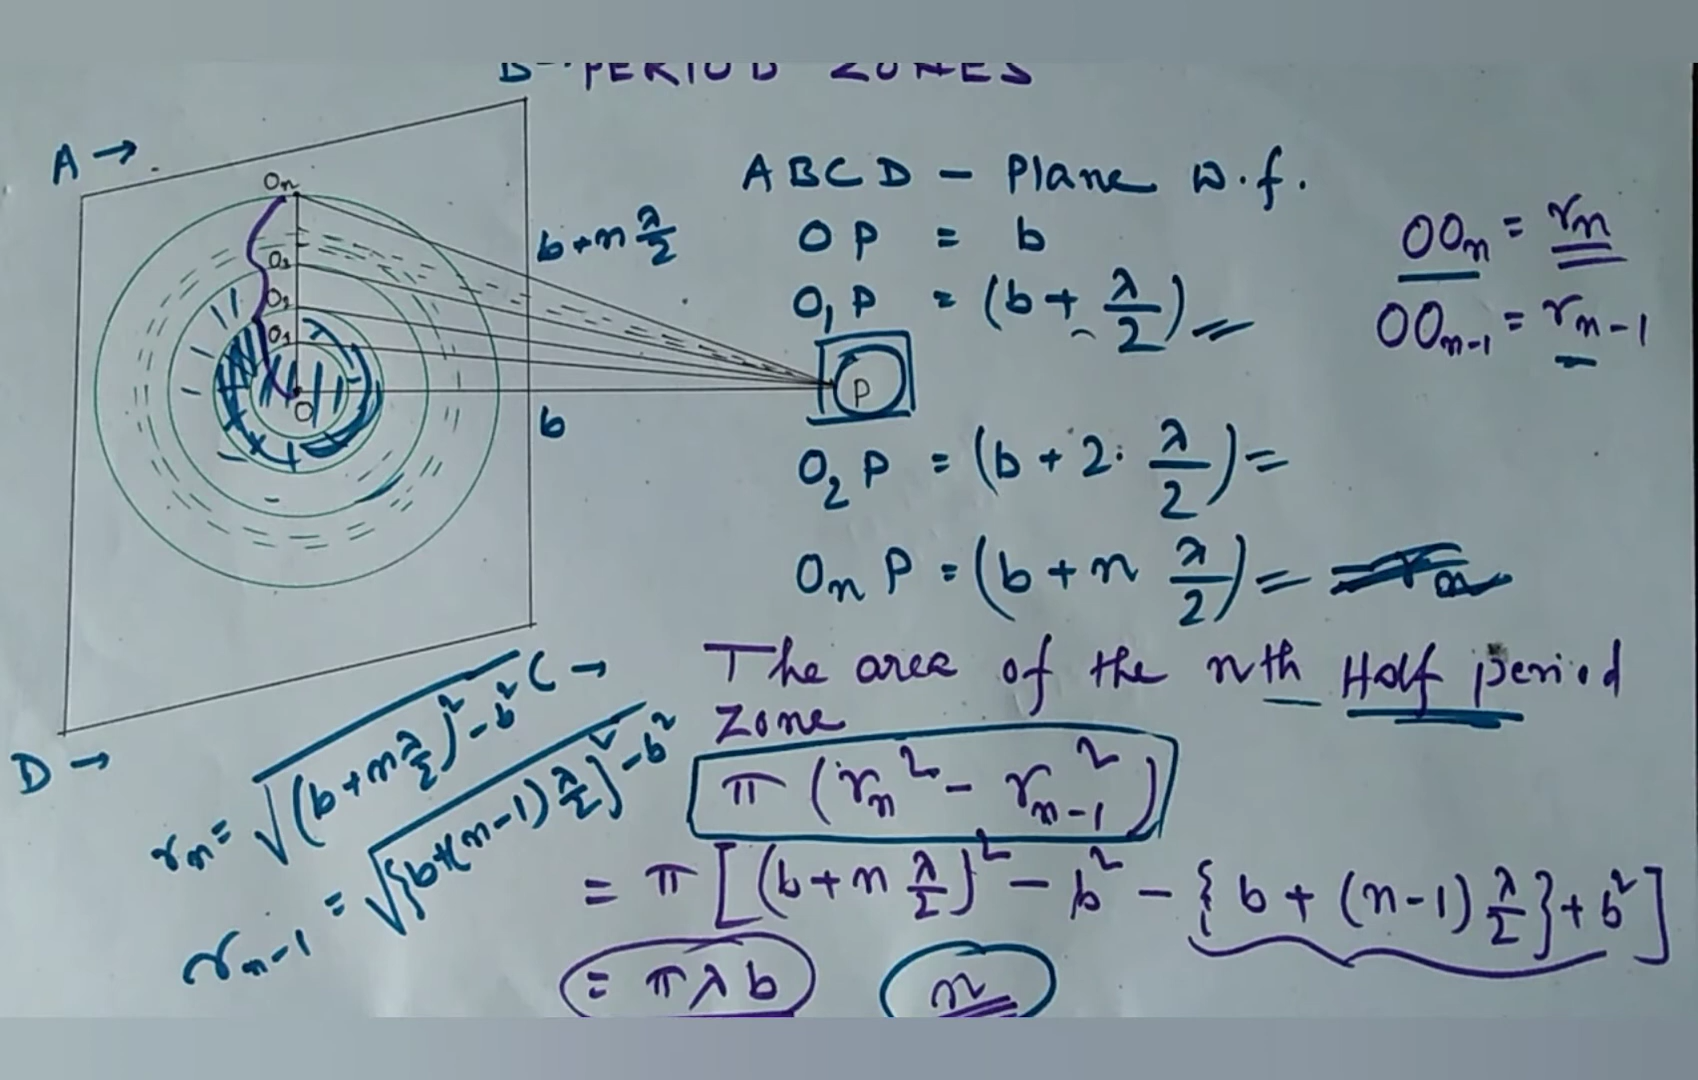 PERIOD ZONES
A →
On
O3
O2
O1
O
b+nλ/2
b
P
D →
C →
ABCD – Plane w.f.
OP = b
O₁P = (b+ λ/2)
O₂P = (b + 2· λ/2) =
OnP = (b+n λ/2) =
OOn = rn
OOn-1 = rn-1
The area of the nth Half period
Zone
π (rn² - rn-1²)
= π [(b+n λ/2)² - b² - {b + (n-1) λ/2} + b²]
= πλb
n
rn = √(b+nλ/2)² - b²
rn-1 = √{b+(n-1)λ/2}² - b²